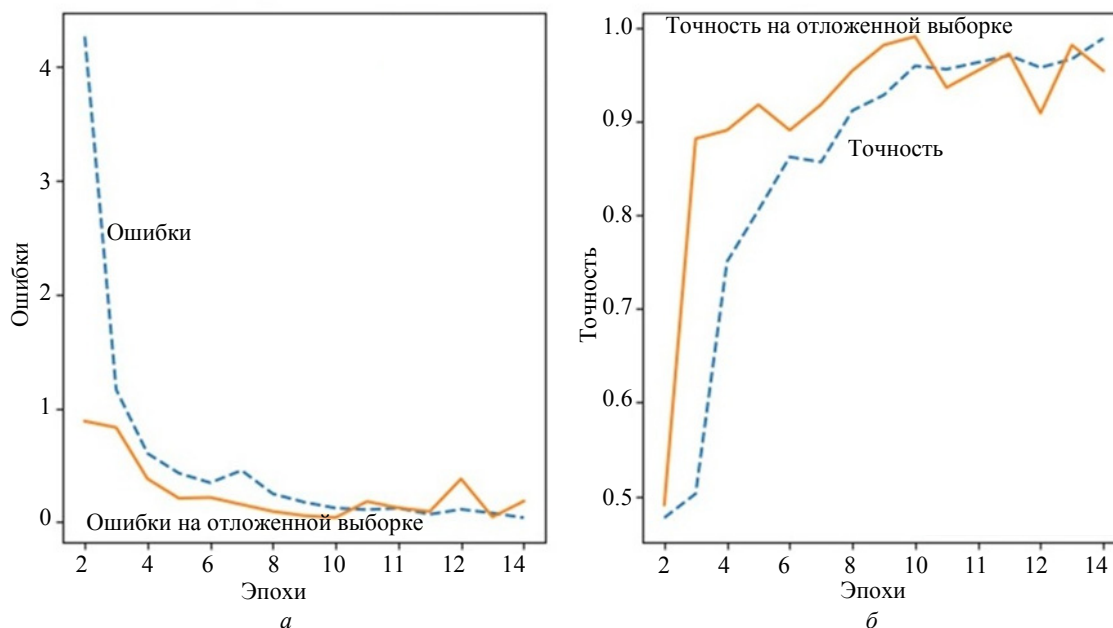 4
3
2
1
0
Ошибки
Ошибки
Ошибки на отложенной выборке
2 4 6 8 10 11 12 14
Эпохи
а
1.0
0.9
0.8
0.7
0.6
0.5
Точность
Точность на отложенной выборке
Точность
2 4 6 8 10 11 12 14
Эпохи
б